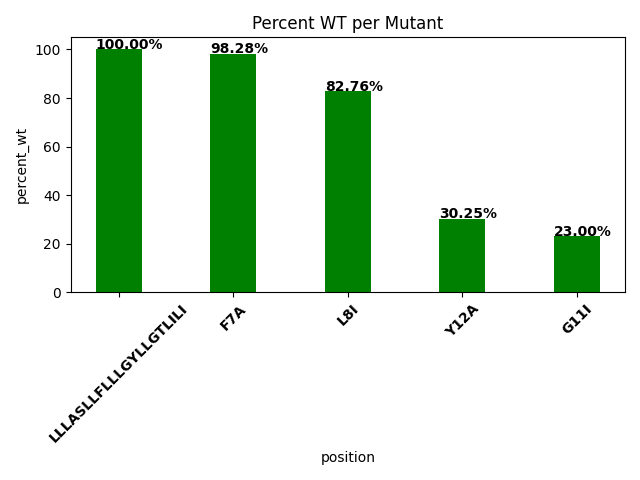 Percent WT per Mutant
percent_wt
100
80
60
40
20
0
100.00%
98.28%
82.76%
30.25%
23.00%
LLLASLLFLLLGYLLGTLILI
F7A
L8I
Y12A
G11I
position